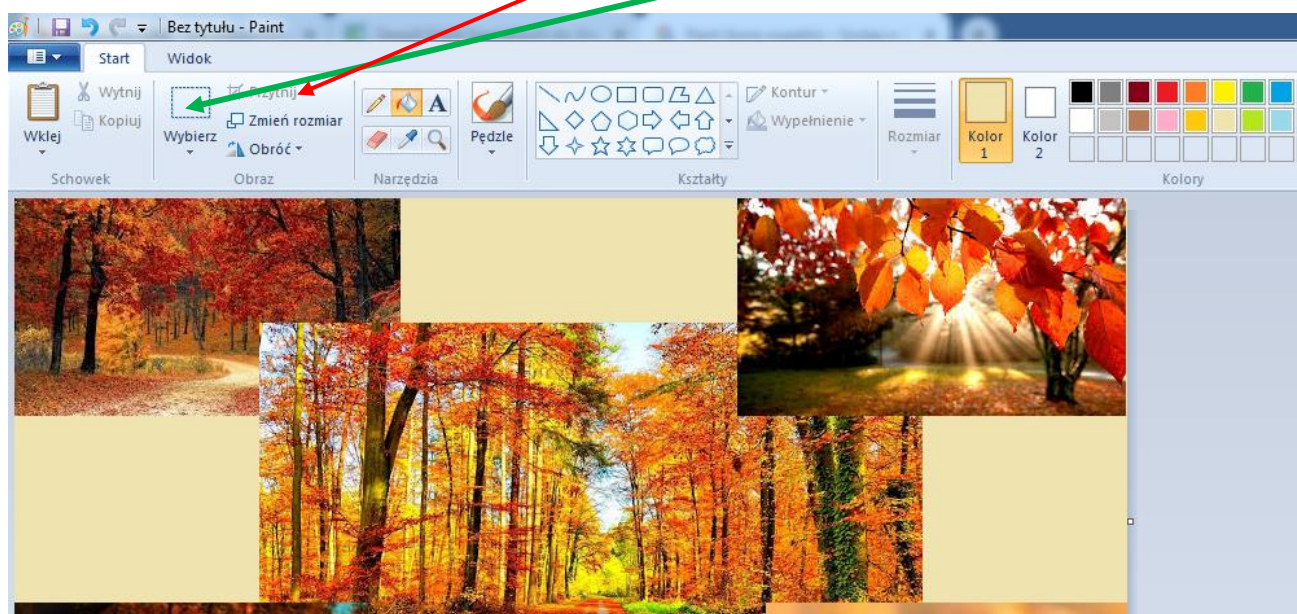 Bez tytułu - Paint
Start Widok
Wytnij Przytnij Kontur
Kopiuj Zmień rozmiar Wypełnienie
Wklej Wybierz Obróć A Pędzle Rozmiar Kolor 1 Kolor 2
Schowek Obraz Narzędzia Kształty Kolory